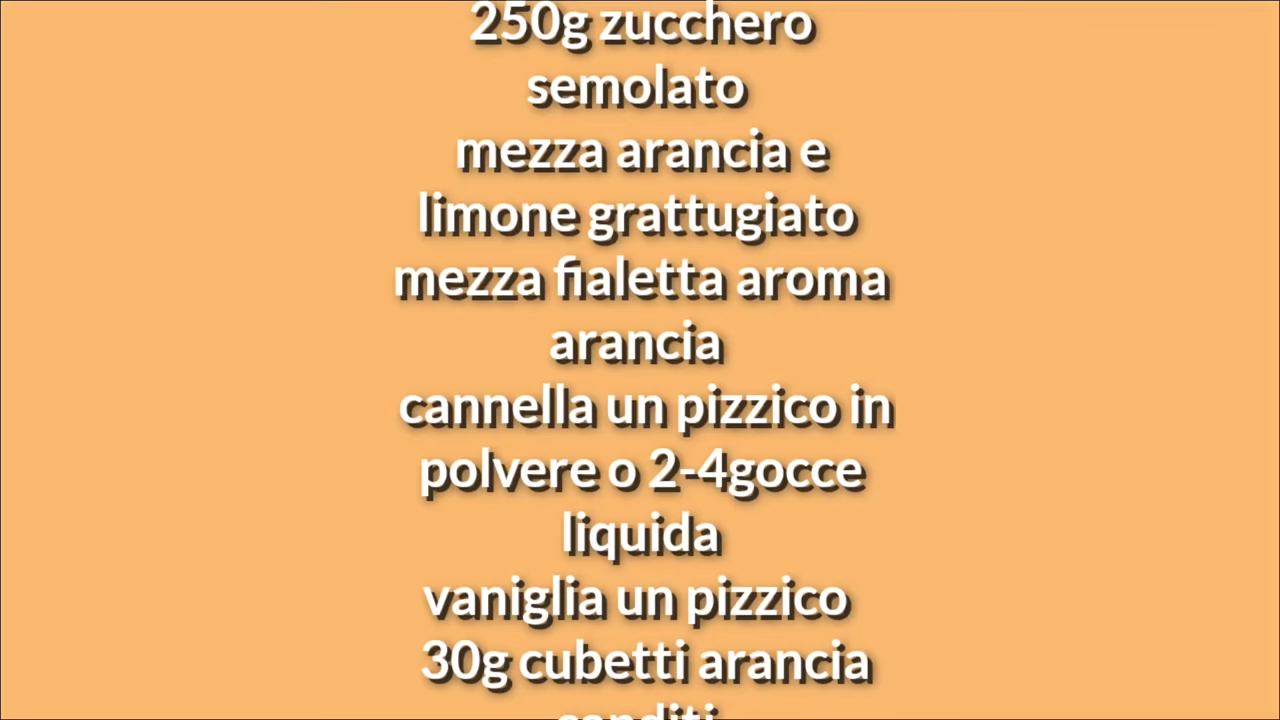 250g zucchero
semolato
mezza arancia e
limone grattugiato
mezza fialetta aroma
arancia
cannella un pizzico in
polvere o 2-4gocce
liquida
vaniglia un pizzico
30g cubetti arancia
canditi